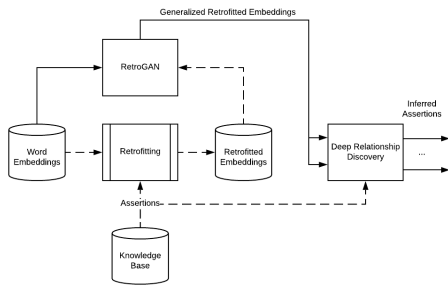 Generalized Retrofitted Embeddings
RetroGAN
Inferred
Assertions
Word
Embeddings
Retrofitting
Retrofitted
Embeddings
Deep Relationship
Discovery
...
Assertions
Knowledge
Base